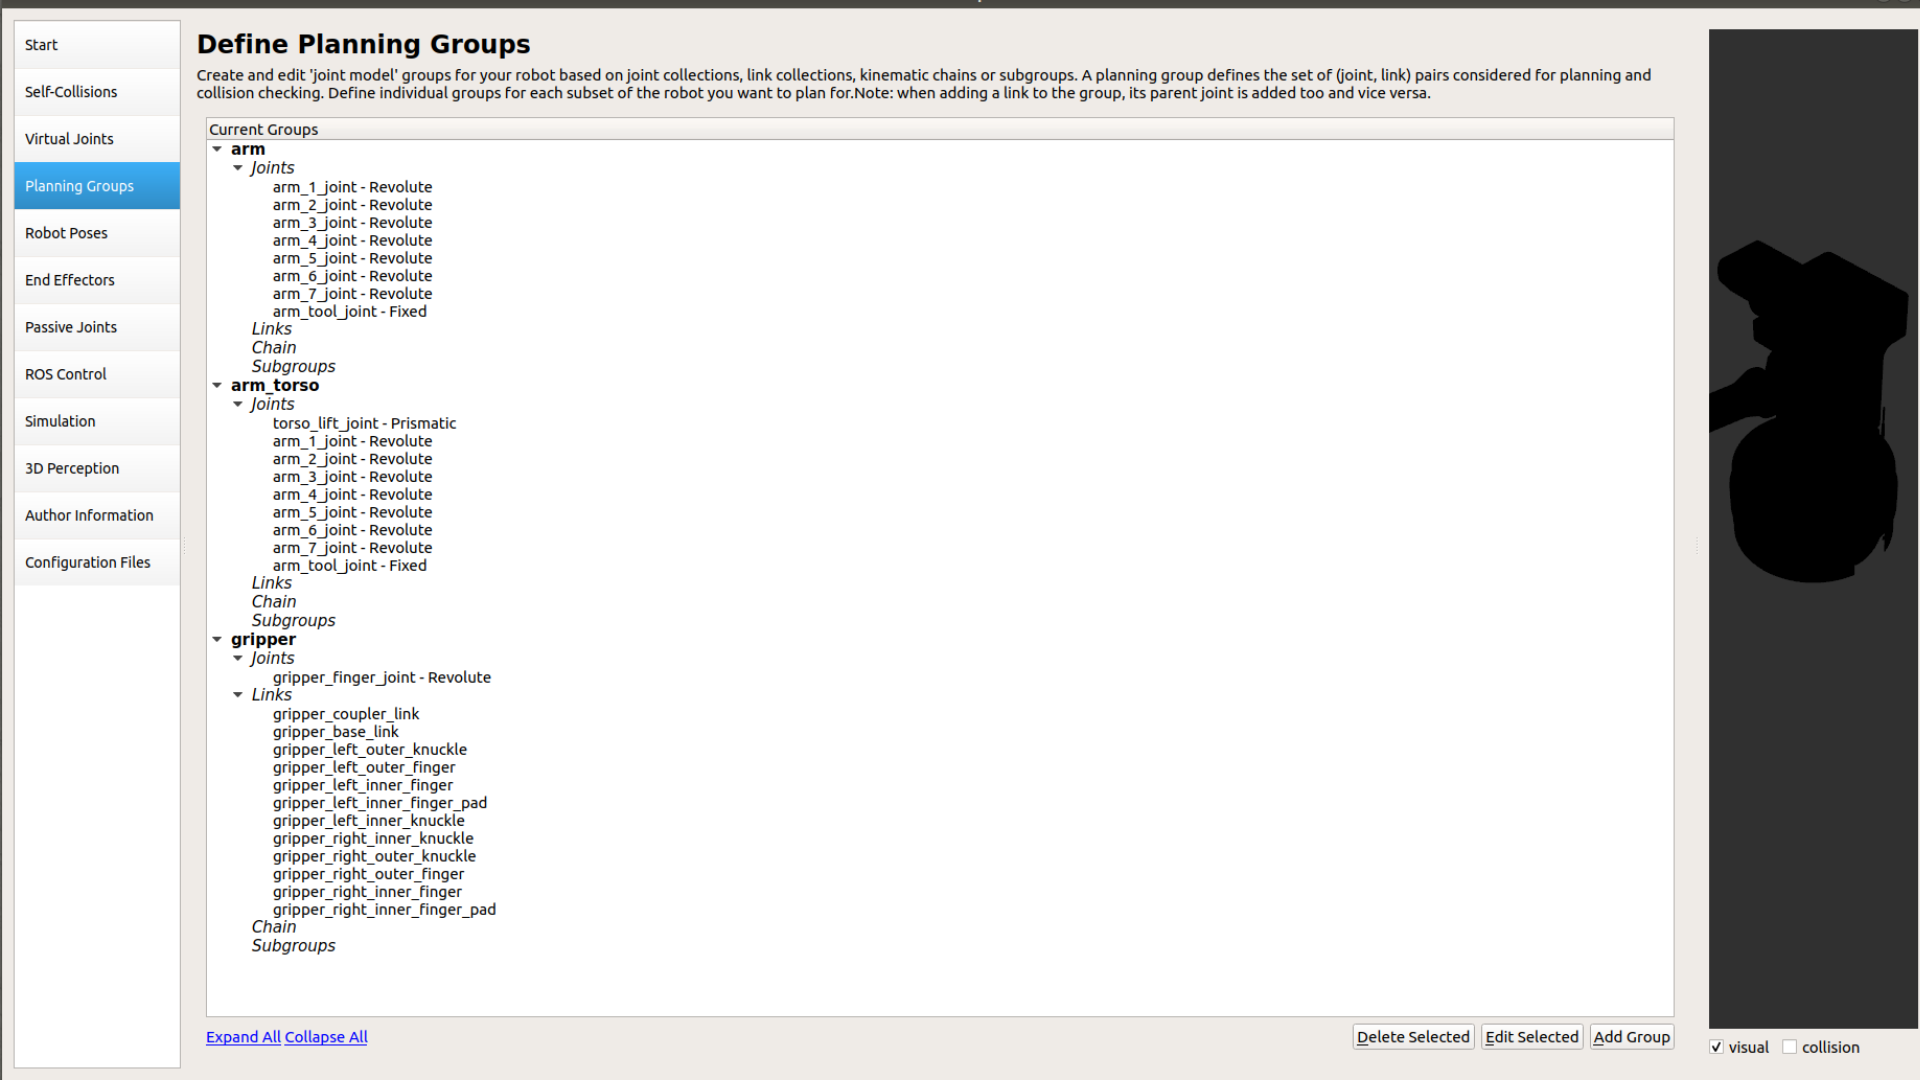 Start
Self-Collisions
Virtual Joints
Planning Groups
Robot Poses
End Effectors
Passive Joints
ROS Control
Simulation
3D Perception
Author Information
Configuration Files
Define Planning Groups
Create and edit 'joint model' groups for your robot based on joint collections, link collections, kinematic chains or subgroups. A planning group defines the set of (joint, link) pairs considered for planning and
collision checking. Define individual groups for each subset of the robot you want to plan for.Note: when adding a link to the group, its parent joint is added too and vice versa.
Current Groups
arm
Joints
arm_1_joint - Revolute
arm_2_joint - Revolute
arm_3_joint - Revolute
arm_4_joint - Revolute
arm_5_joint - Revolute
arm_6_joint - Revolute
arm_7_joint - Revolute
arm_tool_joint - Fixed
Links
Chain
Subgroups
arm_torso
Joints
torso_lift_joint - Prismatic
arm_1_joint - Revolute
arm_2_joint - Revolute
arm_3_joint - Revolute
arm_4_joint - Revolute
arm_5_joint - Revolute
arm_6_joint - Revolute
arm_7_joint - Revolute
arm_tool_joint - Fixed
Links
Chain
Subgroups
gripper
Joints
gripper_finger_joint - Revolute
Links
gripper_coupler_link
gripper_base_link
gripper_left_outer_knuckle
gripper_left_outer_finger
gripper_left_inner_finger
gripper_left_inner_finger_pad
gripper_left_inner_knuckle
gripper_right_inner_knuckle
gripper_right_outer_knuckle
gripper_right_outer_finger
gripper_right_inner_finger
gripper_right_inner_finger_pad
Chain
Subgroups
Expand All Collapse All
Delete Selected Edit Selected Add Group
visual collision